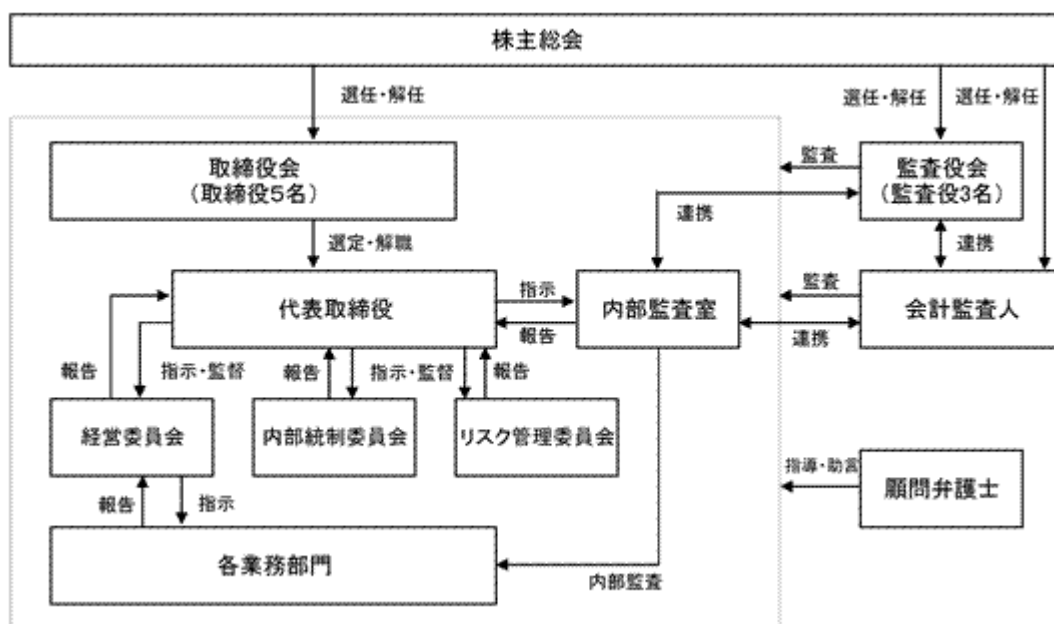 株主総会
選任・解任
選任・解任
選任・解任
取締役会
（取締役5名）
監査
監査役会
（監査役3名）
連携
選定・解職
連携
代表取締役
指示
報告
内部監査室
監査
連携
会計監査人
報告
指示・監督
報告
指示・監督
報告
経営委員会
内部統制委員会
リスク管理委員会
指導・助言
顧問弁護士
報告
指示
各業務部門
内部監査